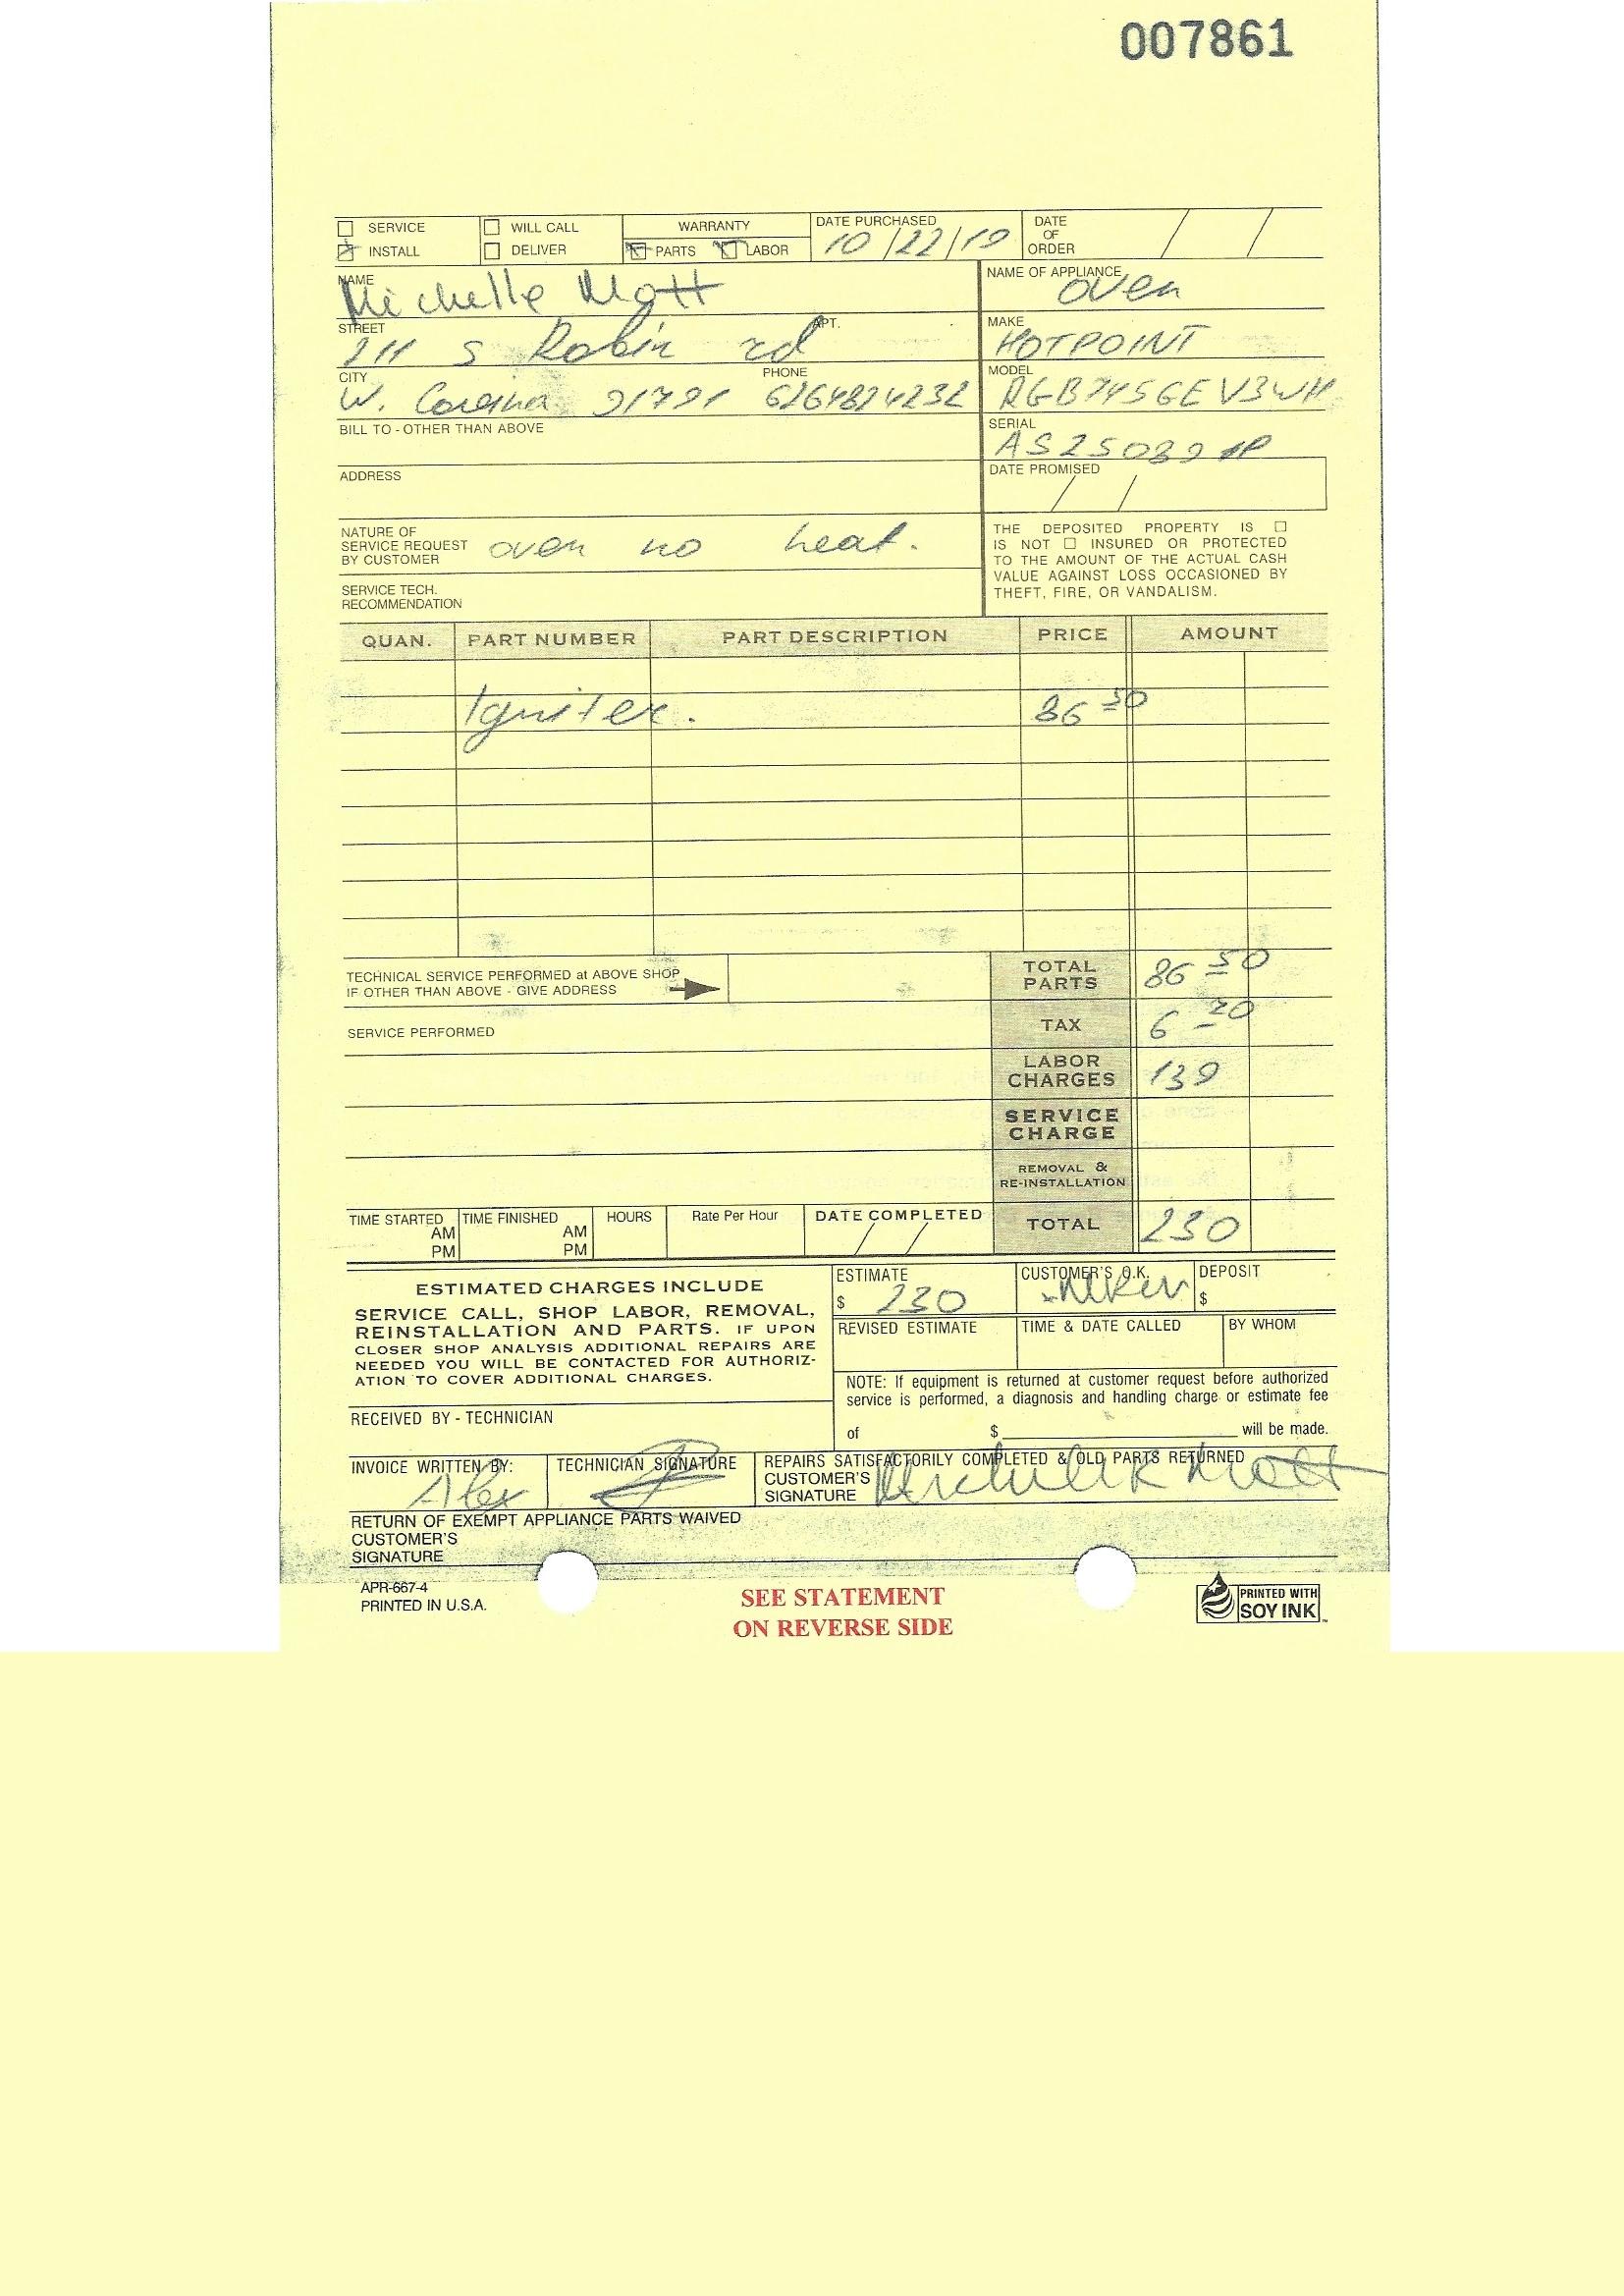 007861
SERVICE WILL CALL WARRANTY DATE PURCHASED DATE OF ORDER
INSTALL DELIVER PARTS LABOR 10/22/19
NAME Michelle Mott NAME OF APPLIANCE oven
STREET APT. MAKE
211 S Robin rd HOTPOINT
CITY PHONE MODEL
W. Covina 91791 6264824232
BILL TO - OTHER THAN ABOVE SERIAL
ADDRESS DATE PROMISED
NATURE OF SERVICE REQUEST BY CUSTOMER oven no heat.
THE DEPOSITED PROPERTY IS
IS NOT INSURED OR PROTECTED
TO THE AMOUNT OF THE ACTUAL CASH
VALUE AGAINST LOSS OCCASIONED BY
THEFT, FIRE, OR VANDALISM.
SERVICE TECH.
RECOMMENDATION
QUAN. PART NUMBER PART DESCRIPTION PRICE AMOUNT
Igniter. 86 50
TECHNICAL SERVICE PERFORMED at ABOVE SHOP
IF OTHER THAN ABOVE - GIVE ADDRESS
TOTAL PARTS 86 50
SERVICE PERFORMED
TAX 6
LABOR CHARGES 139
SERVICE CHARGE
REMOVAL & RE-INSTALLATION
TIME STARTED AM PM TIME FINISHED AM PM HOURS Rate Per Hour DATE COMPLETED TOTAL 230
ESTIMATED CHARGES INCLUDE
SERVICE CALL, SHOP LABOR, REMOVAL,
REINSTALLATION AND PARTS. IF UPON
CLOSER SHOP ANALYSIS ADDITIONAL REPAIRS ARE
NEEDED YOU WILL BE CONTACTED FOR AUTHORIZ-
ATION TO COVER ADDITIONAL CHARGES.
ESTIMATE CUSTOMER'S O.K. DEPOSIT
$ 230 $
REVISED ESTIMATE TIME & DATE CALLED BY WHOM
NOTE: If equipment is returned at customer request before authorized
service is performed, a diagnosis and handling charge or estimate fee
of $ will be made.
RECEIVED BY - TECHNICIAN
INVOICE WRITTEN BY: Alex TECHNICIAN SIGNATURE
REPAIRS SATISFACTORILY COMPLETED & OLD PARTS RETURNED
CUSTOMER'S SIGNATURE Michelle Mott
RETURN OF EXEMPT APPLIANCE PARTS WAIVED
CUSTOMER'S
SIGNATURE
APR-667-4
PRINTED IN U.S.A.
SEE STATEMENT
ON REVERSE SIDE
PRINTED WITH
SOY INK